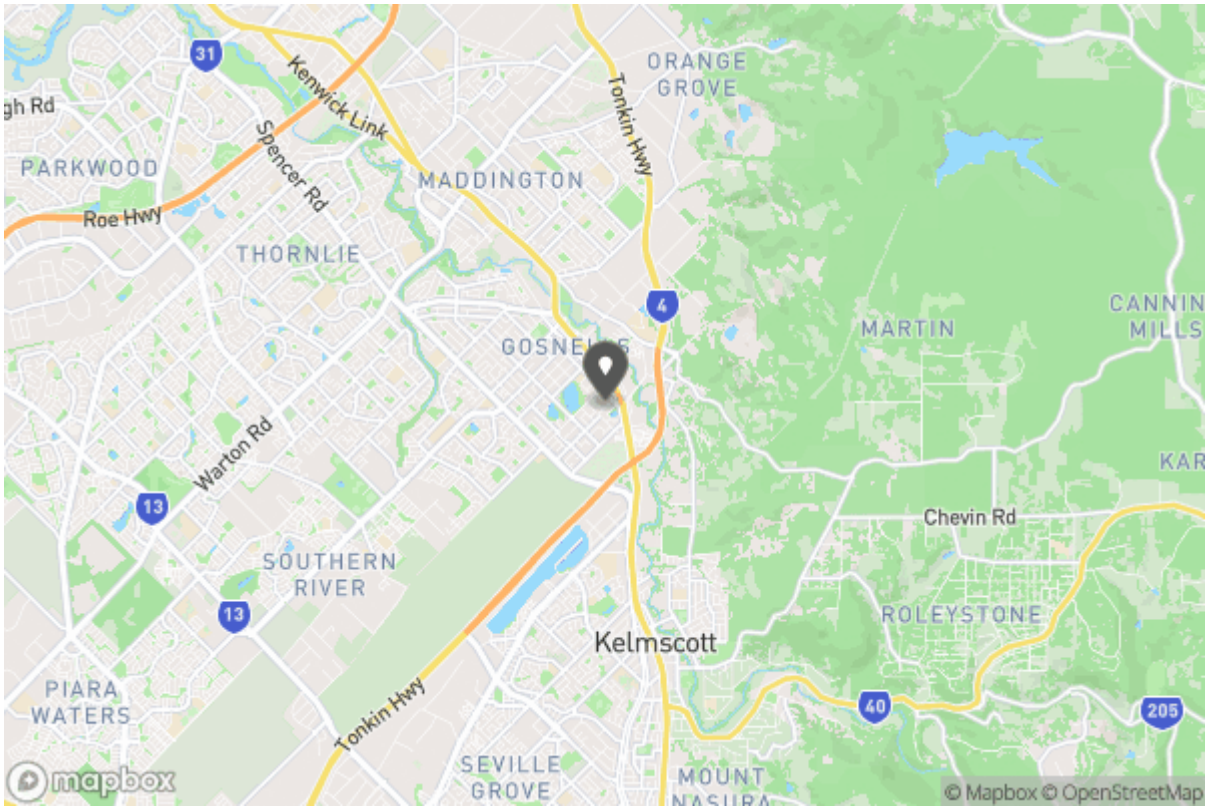 31
ORANGE
GROVE
Kenwick Link
gh Rd
Tonkin Hwy
Spencer Rd
PARKWOOD
MADDINGTON
Roe Hwy
THORNLIE
4
CANNIN
MILLS
MARTIN
GOSNELLS
Warton Rd
KAR
13
Chevin Rd
SOUTHERN
RIVER
13
ROLEYSTONE
Kelmscott
PIARA
WATERS
Tonkin Hwy
40
205
SEVILLE
GROVE
MOUNT
NASURA
mapbox
© Mapbox © OpenStreetMap